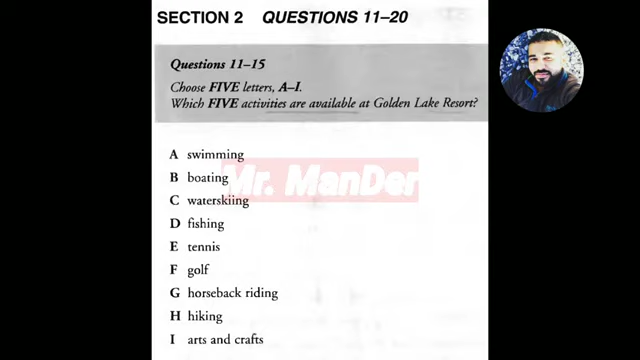 SECTION 2 QUESTIONS 11–20
Questions 11–15
Choose FIVE letters, A–I.
Which FIVE activities are available at Golden Lake Resort?
A swimming
B boating
Mr. ManDer
C waterskiing
D fishing
E tennis
F golf
G horseback riding
H hiking
I arts and crafts